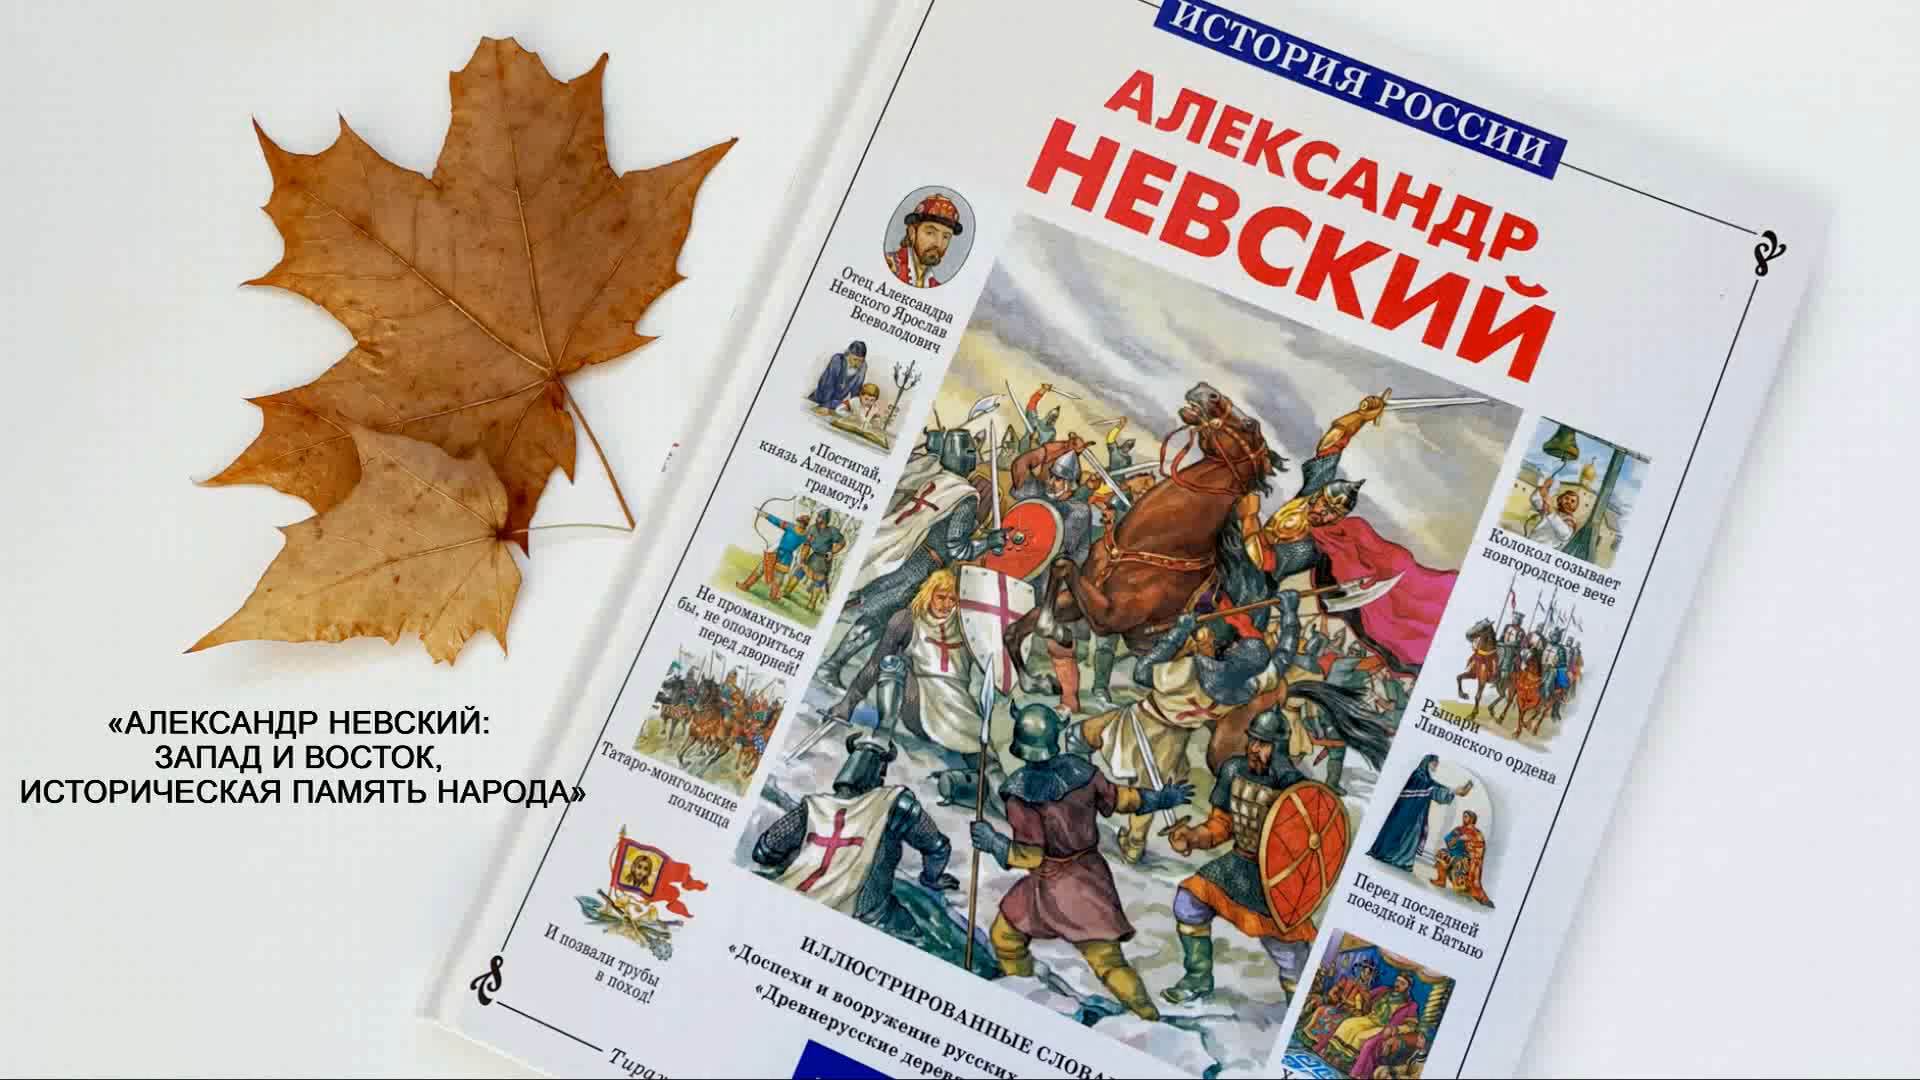 ИСТОРИЯ РОССИИ
АЛЕКСАНДР
НЕВСКИЙ
Отец Александра
Невского Ярослав
Всеволодович
«Постигай,
князь Александр,
грамоту!»
Не промахнуться
бы, не опозориться
перед дворней!
Татаро-монгольские
полчища
И позвали трубы
в поход!
Колокол созывает
новгородское вече
Рыцари
Ливонского ордена
Перед последней
поездкой к Батыю
ИЛЛЮСТРИРОВАННЫЕ
«Доспехи и вооружение русских
«Древнерусские
«АЛЕКСАНДР НЕВСКИЙ:
ЗАПАД И ВОСТОК,
ИСТОРИЧЕСКАЯ ПАМЯТЬ НАРОДА»